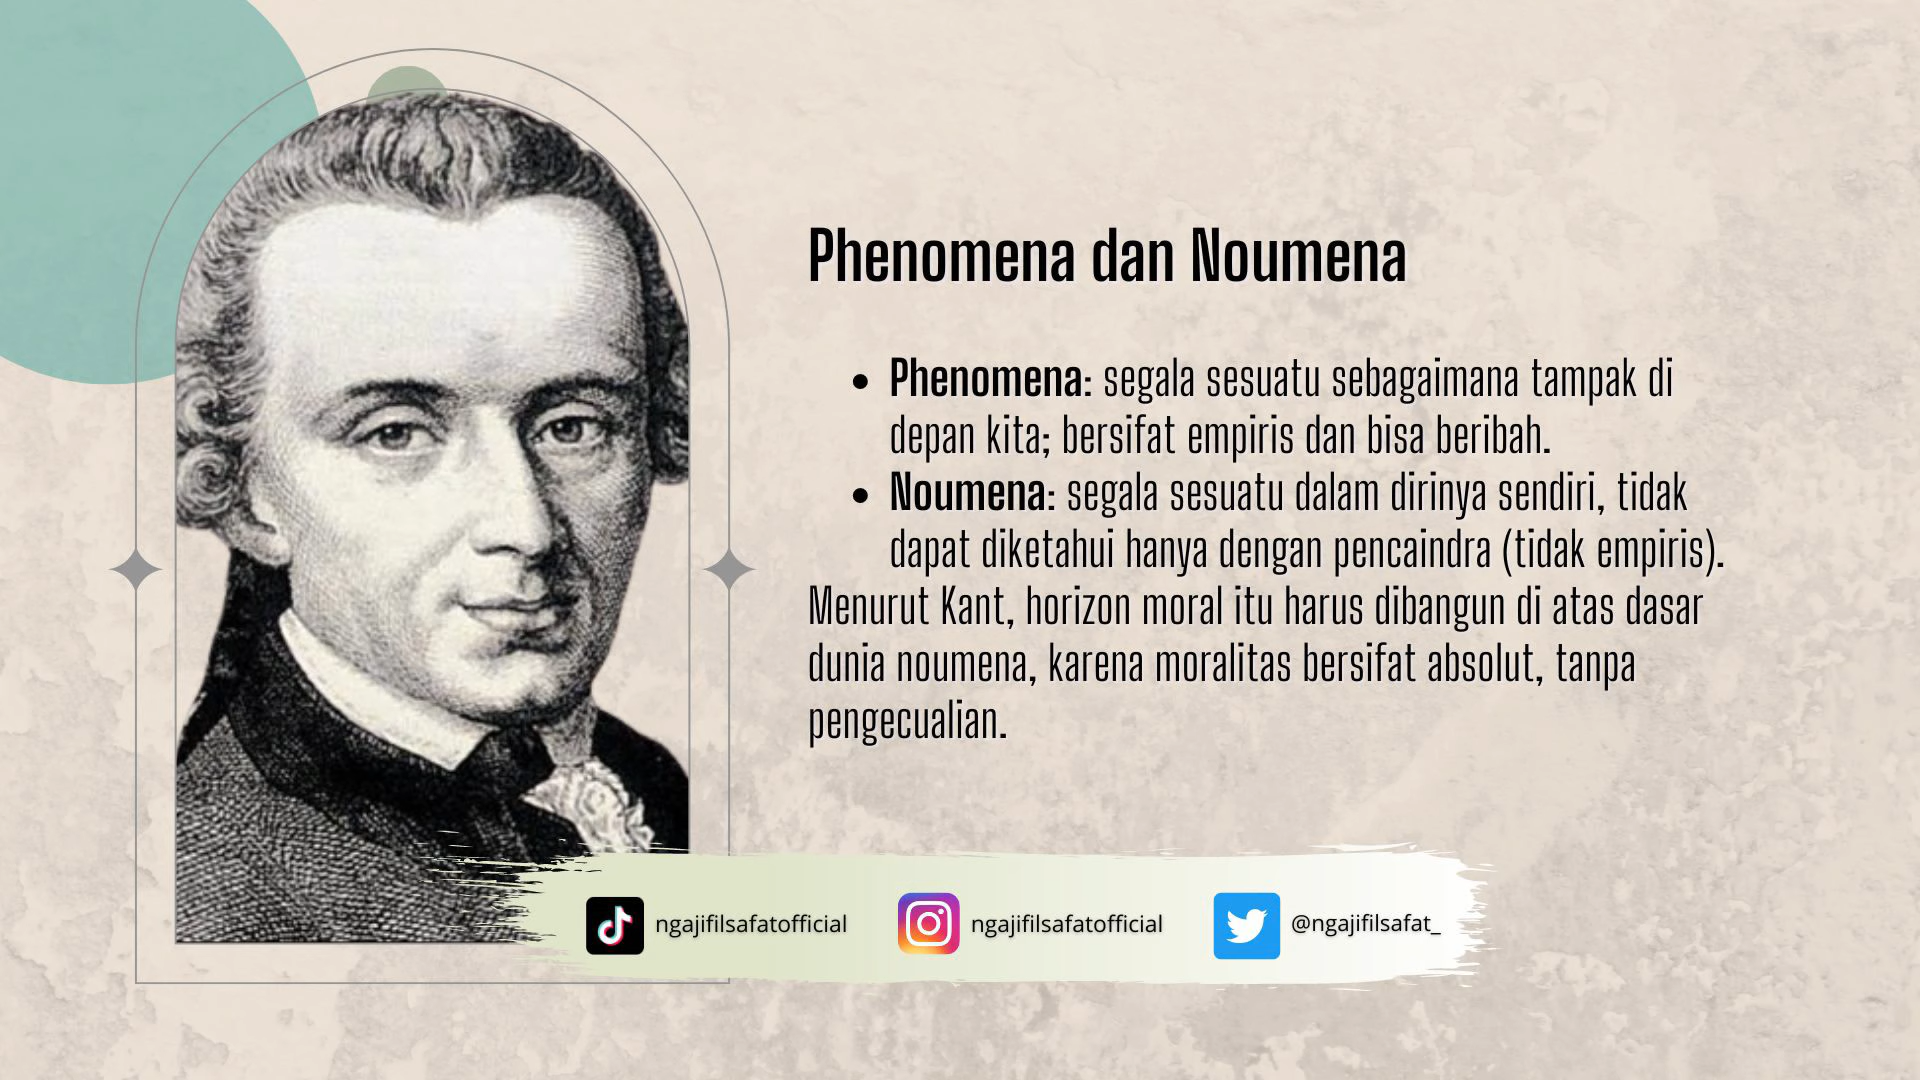 Phenomena dan Noumena
Phenomena: segala sesuatu sebagaimana tampak di
depan kita; bersifat empiris dan bisa beribah.
Noumena: segala sesuatu dalam dirinya sendiri, tidak
dapat diketahui hanya dengan pencaindra (tidak empiris).
Menurut Kant, horizon moral itu harus dibangun di atas dasar
dunia noumena, karena moralitas bersifat absolut, tanpa
pengecualian.
ngajifilsafatofficial
ngajifilsafatofficial
@ngajifilsafat_